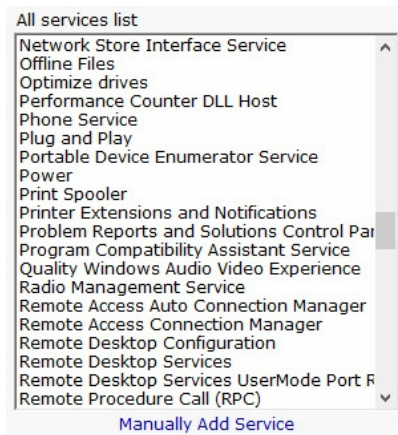 All services list
Network Store Interface Service
Offline Files
Optimize drives
Performance Counter DLL Host
Phone Service
Plug and Play
Portable Device Enumerator Service
Power
Print Spooler
Printer Extensions and Notifications
Problem Reports and Solutions Control Par
Program Compatibility Assistant Service
Quality Windows Audio Video Experience
Radio Management Service
Remote Access Auto Connection Manager
Remote Access Connection Manager
Remote Desktop Configuration
Remote Desktop Services
Remote Desktop Services UserMode Port R
Remote Procedure Call (RPC)
Manually Add Service